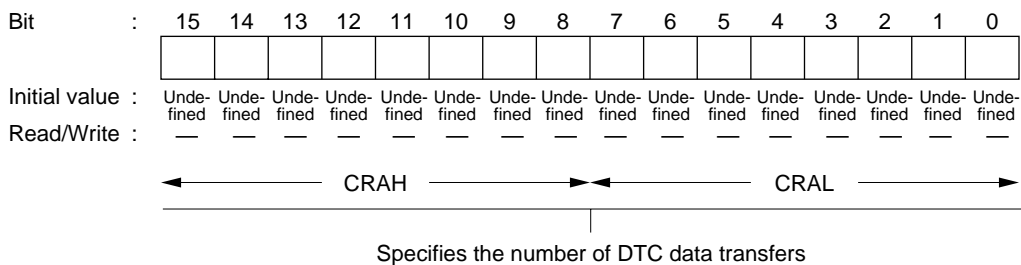 Bit : 15 14 13 12 11 10 9 8 7 6 5 4 3 2 1 0
Initial value : Unde- Unde- Unde- Unde- Unde- Unde- Unde- Unde- Unde- Unde- Unde- Unde- Unde- Unde- Unde- Unde-
fined fined fined fined fined fined fined fined fined fined fined fined fined fined fined fined
Read/Write : — — — — — — — — — — — — — — — —
CRAH CRAL
Specifies the number of DTC data transfers